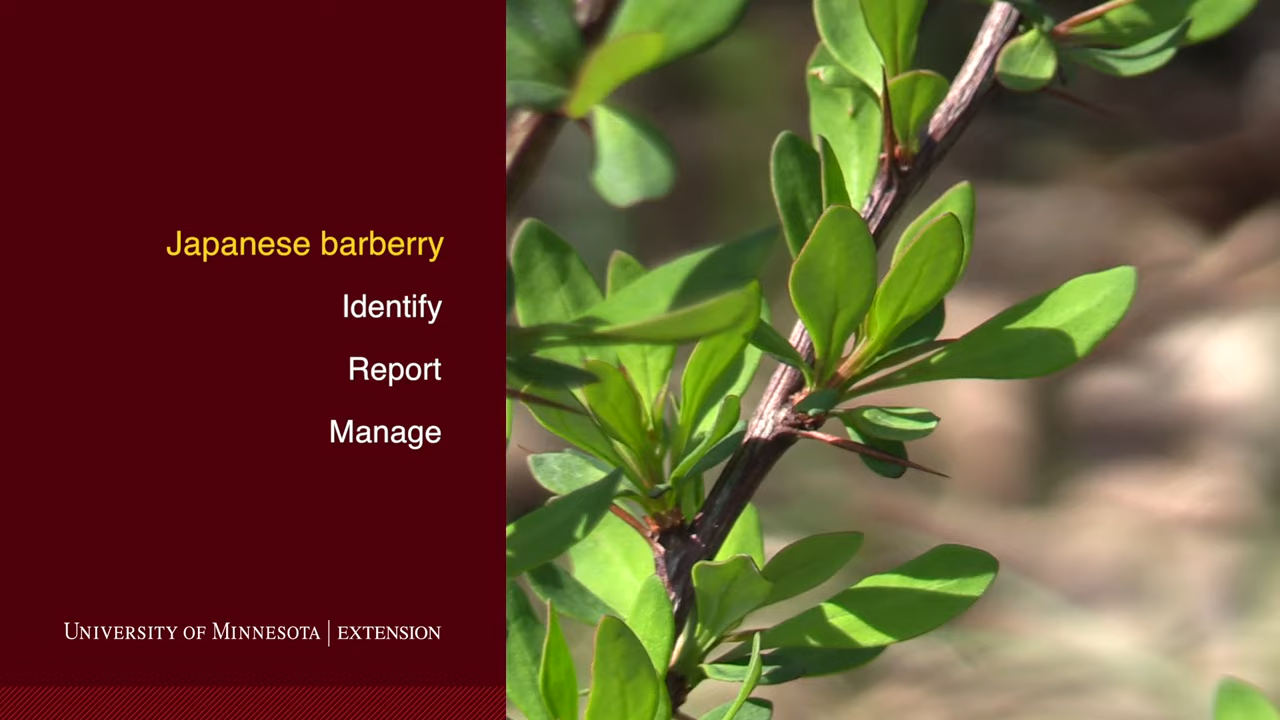 Japanese barberry
Identify
Report
Manage
University of Minnesota | EXTENSION